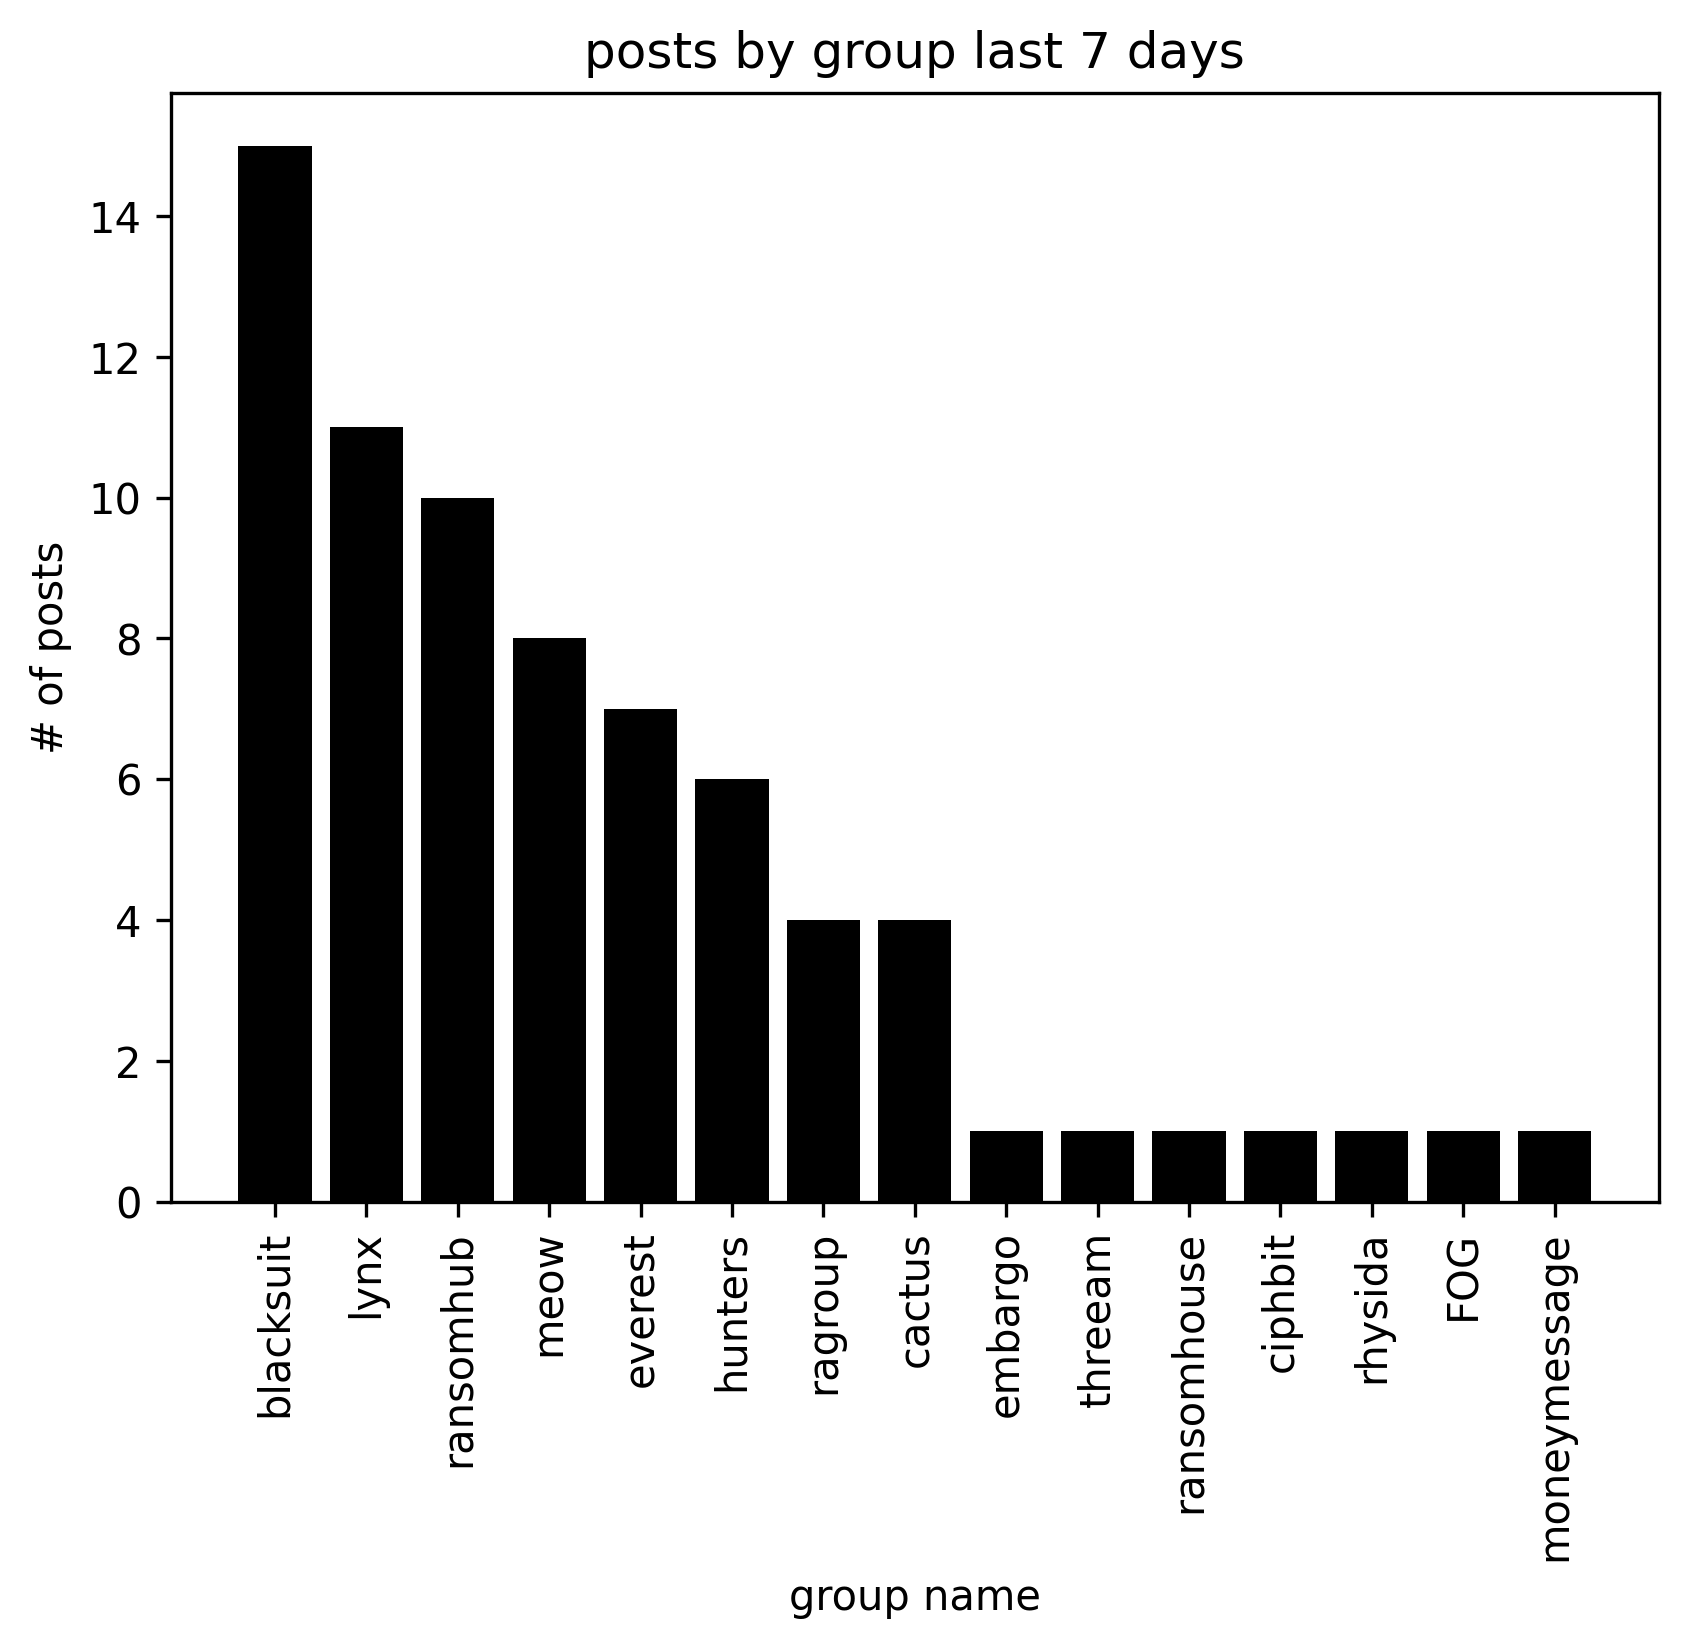 posts by group last 7 days
# of posts
14
12
10
8
6
4
2
0
blacksuit
lynx
ransomhub
meow
everest
hunters
ragroup
cactus
embargo
threeam
ransomhouse
ciphbit
rhysida
FOG
moneymessage
group name